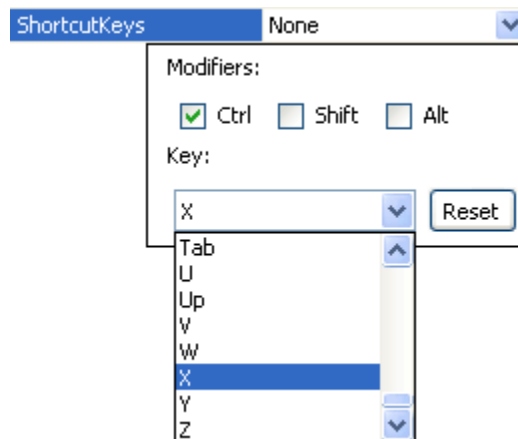 ShortcutKeys None
Modifiers:
Ctrl Shift Alt
Key:
X Reset
Tab
U
Up
V
W
X
Y
Z